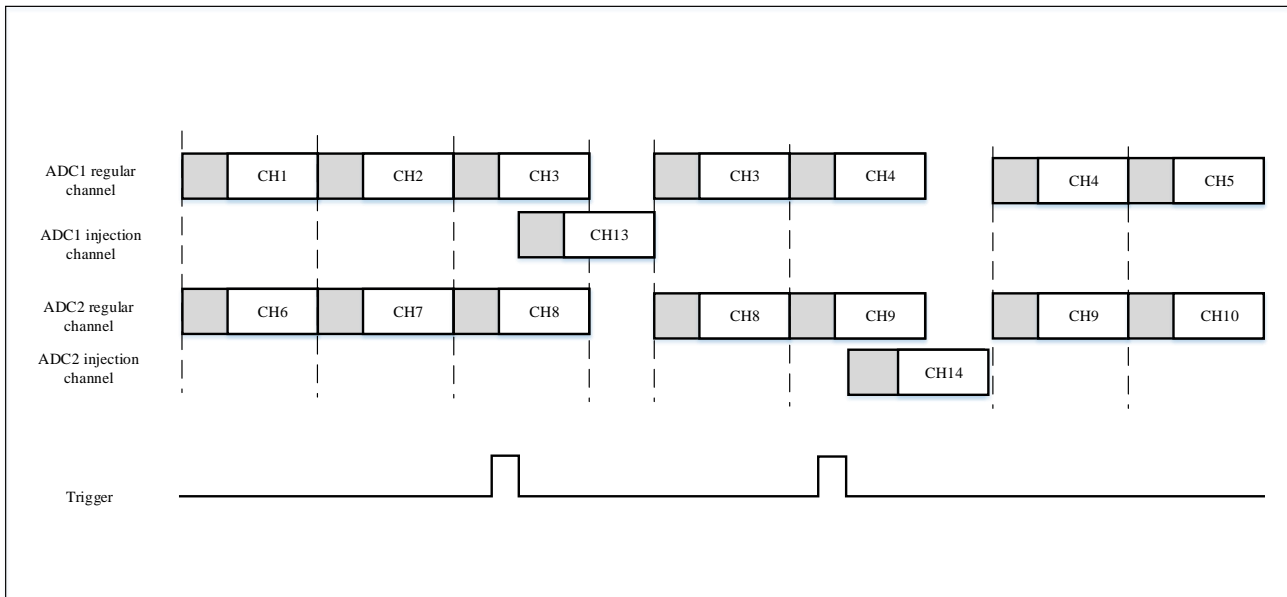 ADC1 regular
channel
CH1 CH2 CH3 CH3 CH4 CH4 CH5
ADC1 injection
channel
CH13
ADC2 regular
channel
CH6 CH7 CH8 CH8 CH9 CH9 CH10
ADC2 injection
channel
CH14
Trigger